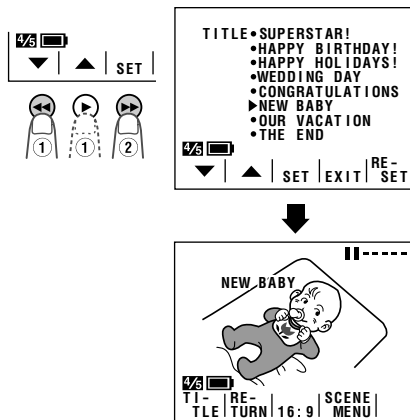 4/5
▼ ▲ SET
1 1 2
TITLE•SUPERSTAR!
•HAPPY BIRTHDAY!
•HAPPY HOLIDAYS!
•WEDDING DAY
•CONGRATULATIONS
▶NEW BABY
•OUR VACATION
•THE END
4/5
▼ ▲ SET EXIT RE-
SET
NEW BABY
4/5
TI- RE- SCENE
TLE TURN 16:9 MENU